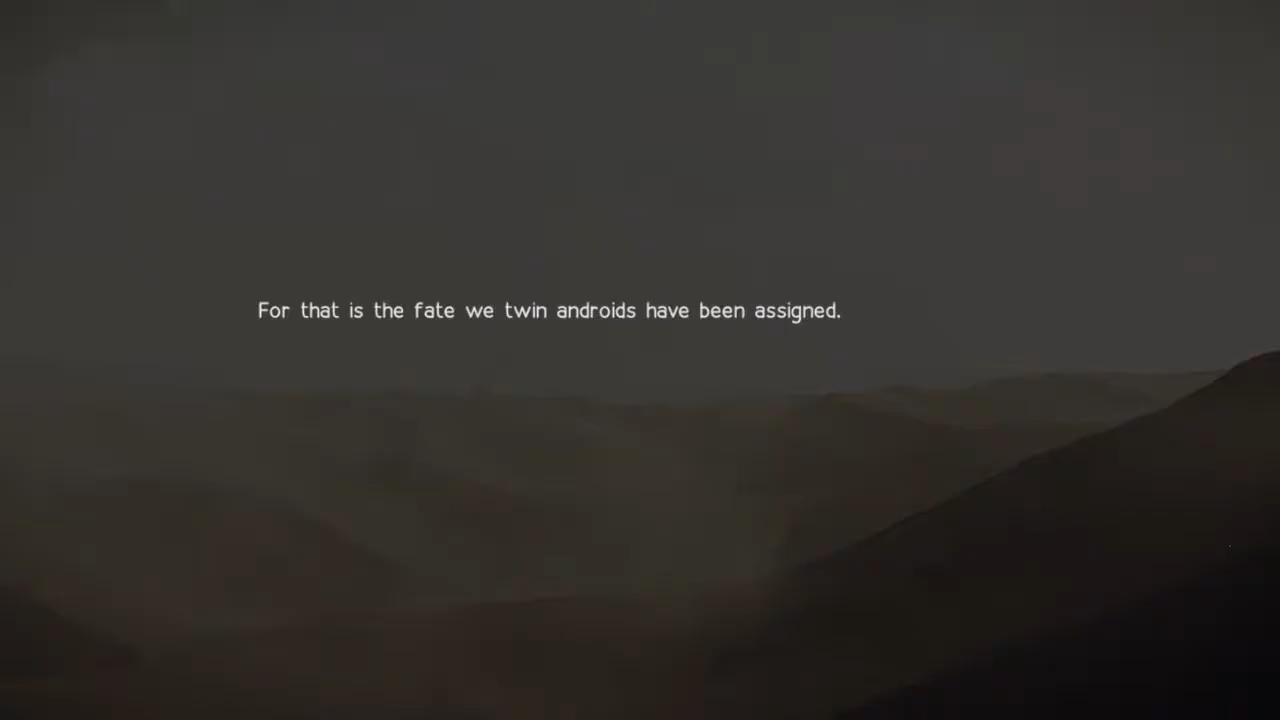 For that is the fate we twin androids have been assigned.